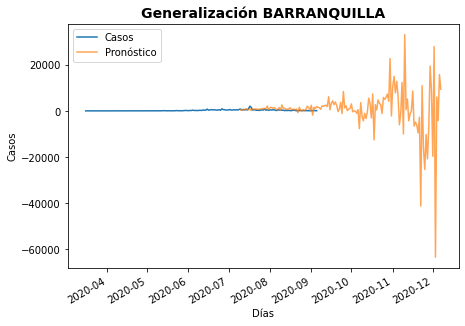 Generalización BARRANQUILLA
Casos
Pronóstico
20000
0
−20000
−40000
−60000
Casos
2020-04
2020-05
2020-06
2020-07
2020-08
2020-09
2020-10
2020-11
2020-12
Días